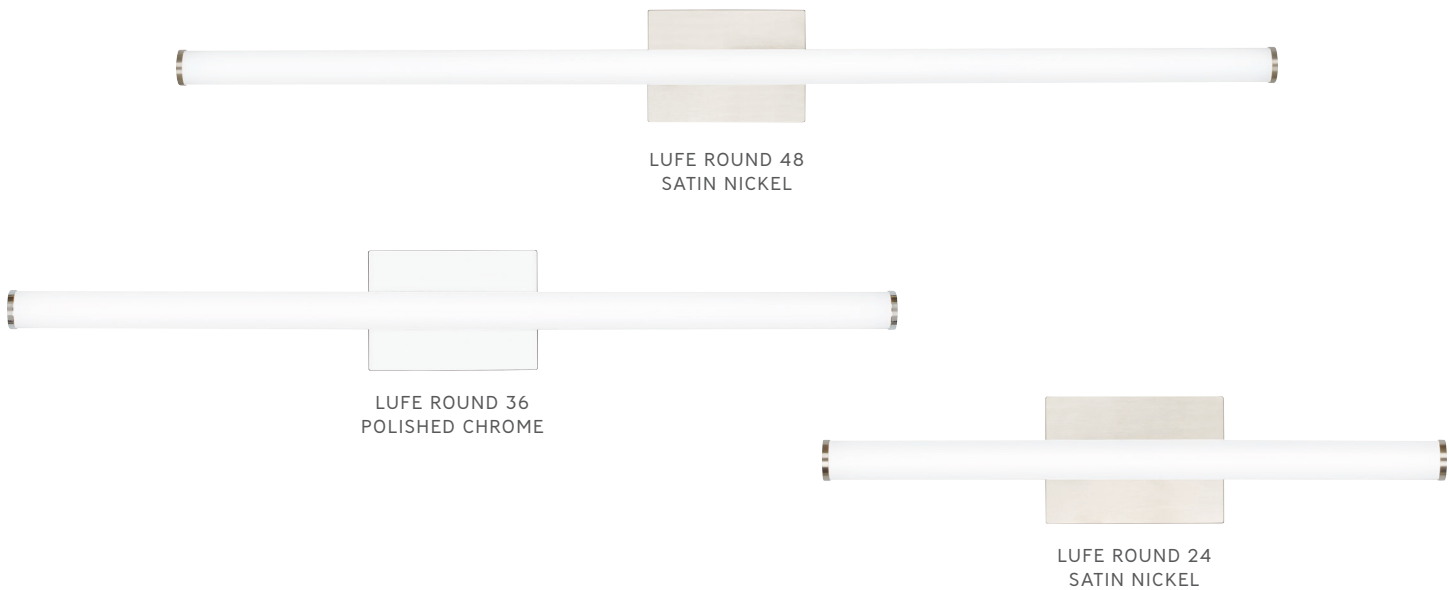 LUFE ROUND 48
SATIN NICKEL
LUFE ROUND 36
POLISHED CHROME
LUFE ROUND 24
SATIN NICKEL